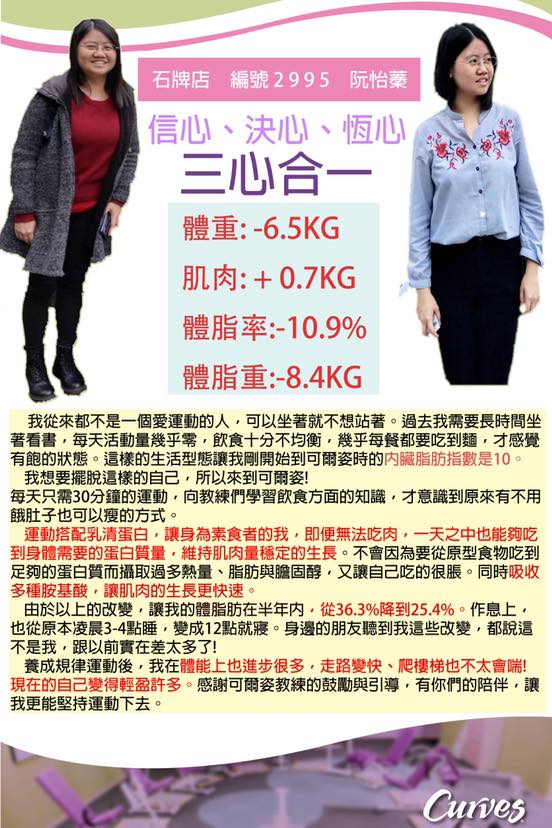 石牌店 編號2995 阮怡蓁
信心、決心、恆心
三心合一
體重: -6.5KG
肌肉: + 0.7KG
體脂率:-10.9%
體脂重:-8.4KG
我從來都不是一個愛運動的人，可以坐著就不想站著。過去我需要長時間坐
著看書，每天活動量幾乎零，飲食十分不均衡，幾乎每餐都要吃到麵，才感覺
有飽的狀態。這樣的生活型態讓我剛開始到可爾姿時的內臟脂肪指數是10。
我想要擺脫這樣的自己，所以來到可爾姿!
每天只需30分鐘的運動，向教練們學習飲食方面的知識，才意識到原來有不用
餓肚子也可以瘦的方式。
運動搭配乳清蛋白，讓身為素食者的我，即便無法吃肉，一天之中也能夠吃
到身體需要的蛋白質量，維持肌肉量穩定的生長。不會因為要從原型食物吃到
足夠的蛋白質而攝取過多熱量、脂肪與膽固醇，又讓自己吃的很脹。同時吸收
多種胺基酸，讓肌肉的生長更快速。
由於以上的改變，讓我的體脂肪在半年內，從36.3%降到25.4%。作息上，
也從原本凌晨3-4點睡，變成12點就寢。身邊的朋友聽到我這些改變，都說這
不是我，跟以前實在差太多了!
養成規律運動後，我在體能上也進步很多，走路變快、爬樓梯也不太會喘!
現在的自己變得輕盈許多。感謝可爾姿教練的鼓勵與引導，有你們的陪伴，讓
我更能堅持運動下去。
Curves